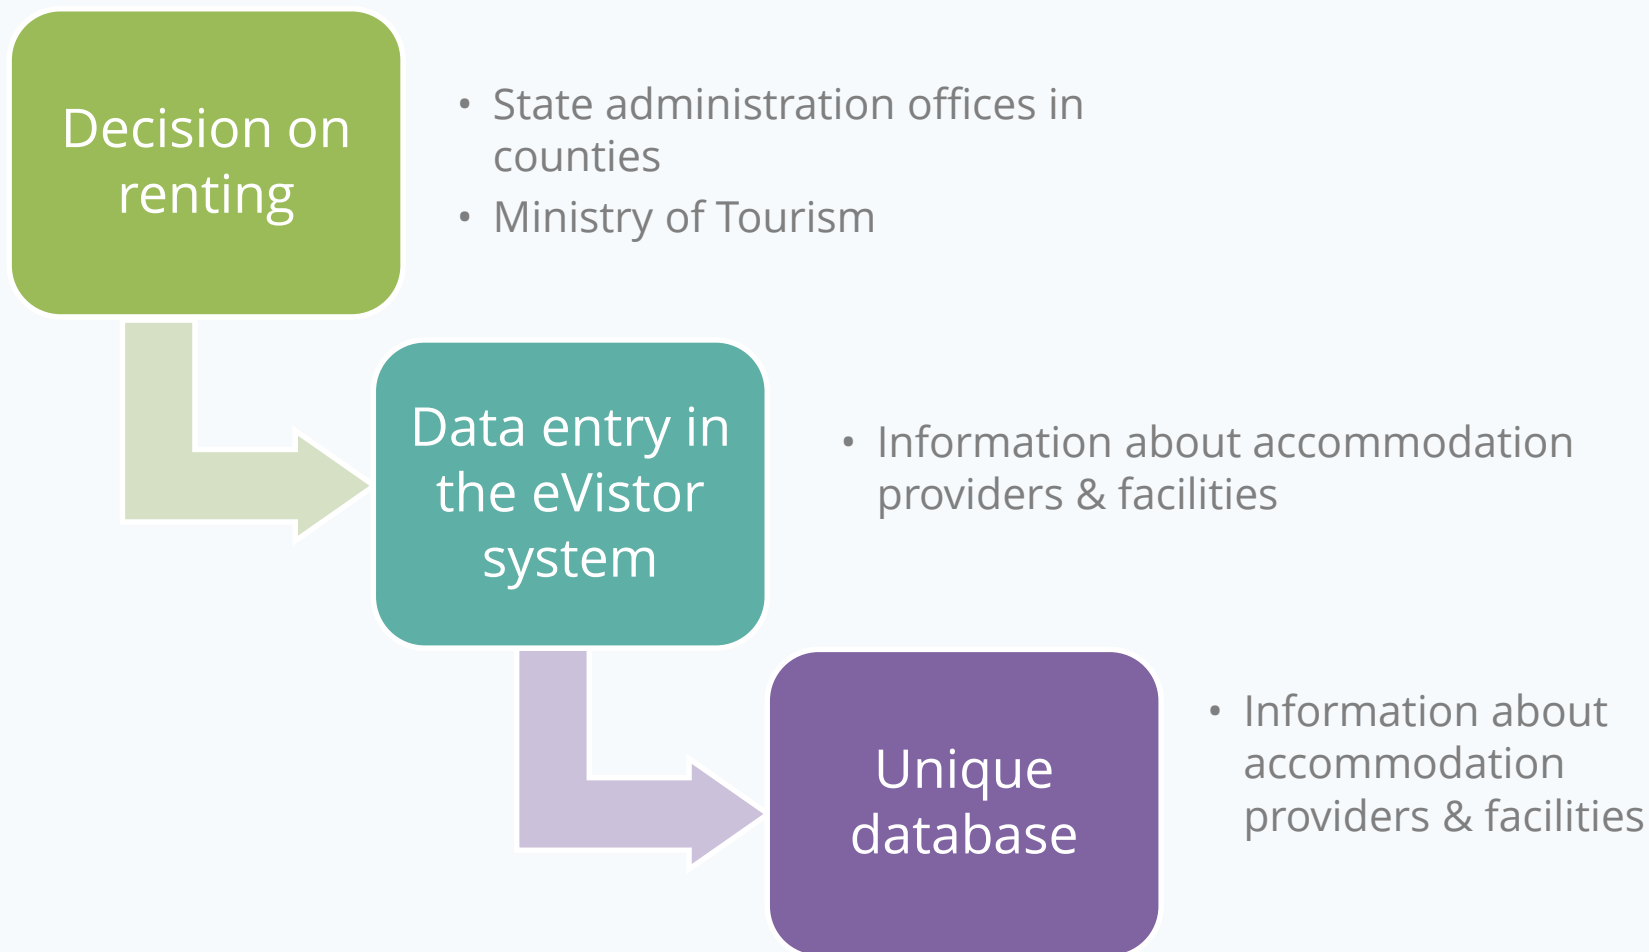 Decision on
renting
• State administration offices in
counties
• Ministry of Tourism
Data entry in
the eVistor
system
• Information about accommodation
providers & facilities
Unique
database
• Information about
accommodation
providers & facilities